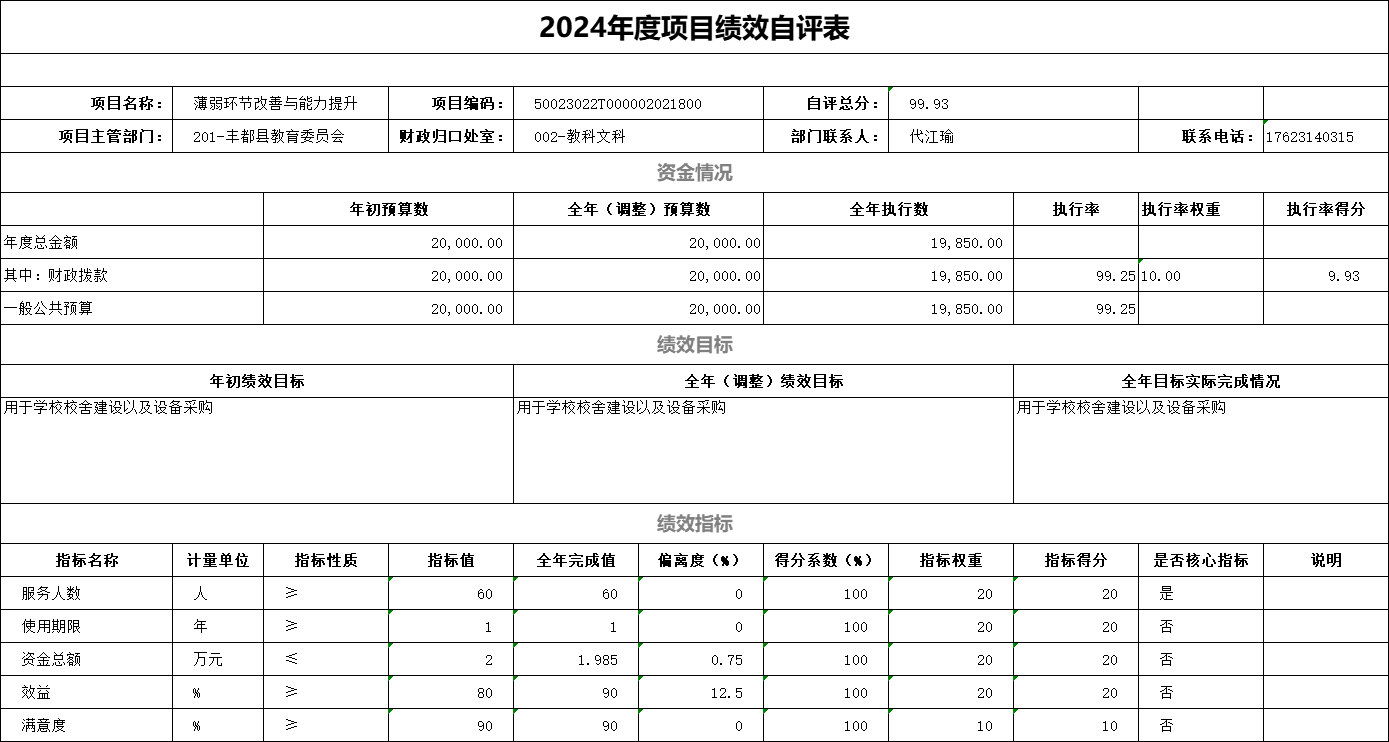 2024年度项目绩效自评表
项目名称： 薄弱环节改善与能力提升 项目编码： 50023022T000002021800 自评总分： 99.93
项目主管部门： 201-丰都县教育委员会 财政归口处室： 002-教科文科 部门联系人： 代江瑜 联系电话： 17623140315
资金情况
年初预算数 全年（调整）预算数 全年执行数 执行率 执行率权重 执行率得分
年度总金额 20,000.00 20,000.00 19,850.00
其中：财政拨款 20,000.00 20,000.00 19,850.00 99.25 10.00 9.93
一般公共预算 20,000.00 20,000.00 19,850.00 99.25
绩效目标
年初绩效目标 全年（调整）绩效目标 全年目标实际完成情况
用于学校校舍建设以及设备采购 用于学校校舍建设以及设备采购 用于学校校舍建设以及设备采购
绩效指标
指标名称 计量单位 指标性质 指标值 全年完成值 偏离度（%） 得分系数（%） 指标权重 指标得分 是否核心指标 说明
服务人数 人 ≥ 60 60 0 100 20 20 是
使用期限 年 ≥ 1 1 0 100 20 20 否
资金总额 万元 ≤ 2 1.985 0.75 100 20 20 否
效益 % ≥ 80 90 12.5 100 20 20 否
满意度 % ≥ 90 90 0 100 10 10 否